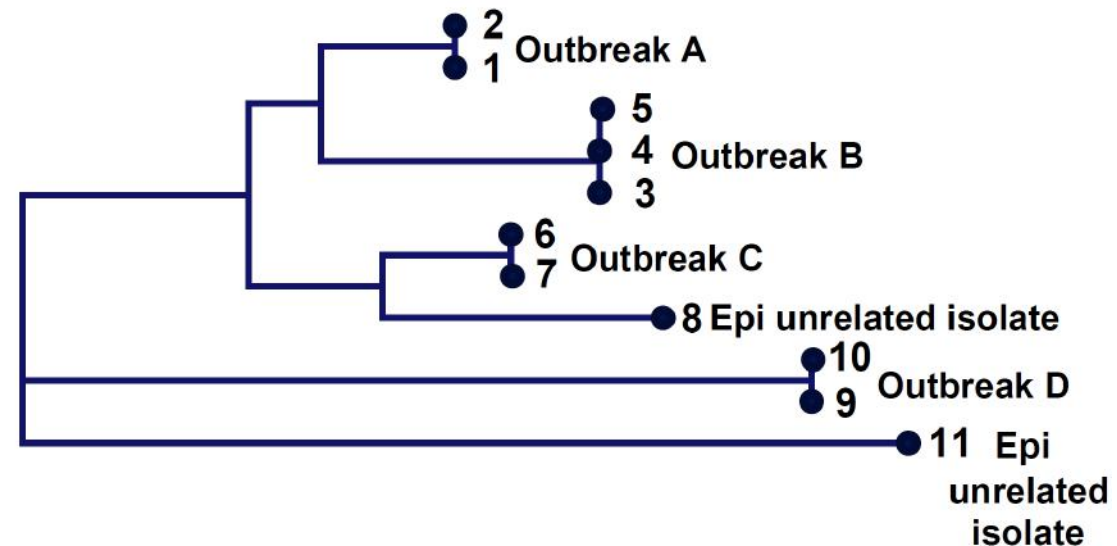 2
Outbreak A
1
5
4 Outbreak B
3
6
Outbreak C
7
8 Epi unrelated isolate
10
Outbreak D
9
11 Epi
unrelated
isolate